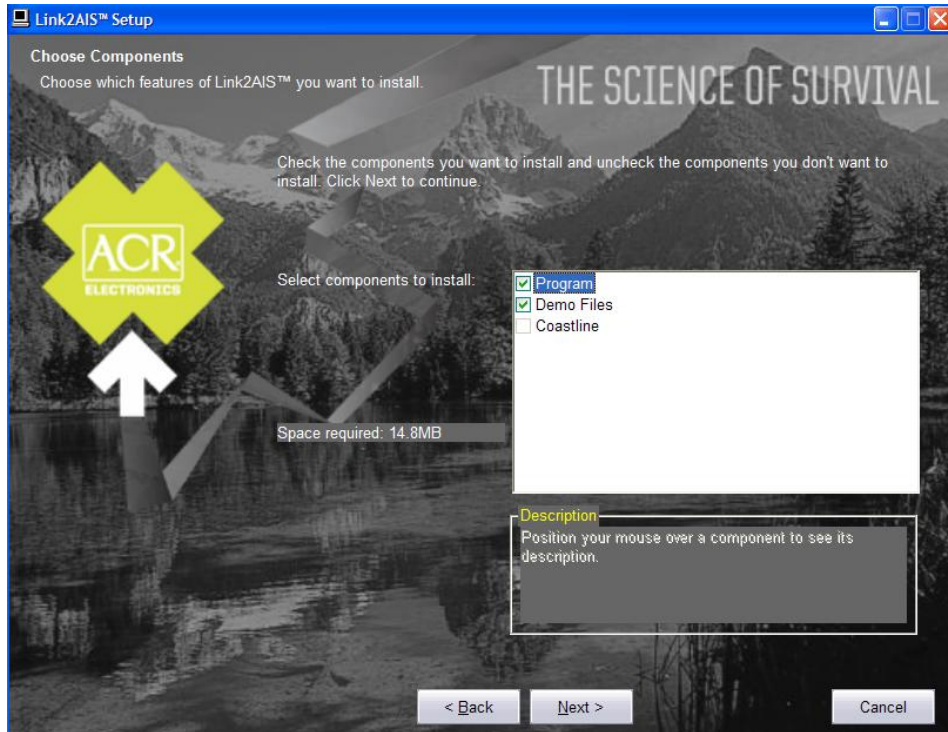 Link2AIS™ Setup
Choose Components
Choose which features of Link2AIS™ you want to install.
THE SCIENCE OF SURVIVAL
Check the components you want to install and uncheck the components you don't want to
install. Click Next to continue.
ACR
ELECTRONICS
Select components to install:
Program
Demo Files
Coastline
Space required: 14.8MB
Description
Position your mouse over a component to see its
description.
< Back
Next >
Cancel